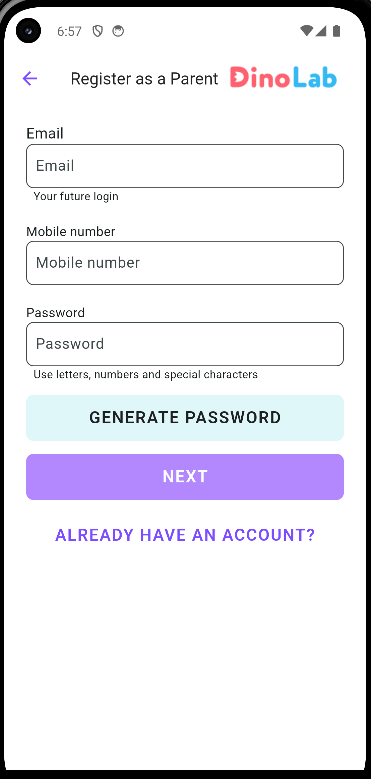 6:57
Register as a Parent DinoLab
Email
Email
Your future login
Mobile number
Mobile number
Password
Password
Use letters, numbers and special characters
GENERATE PASSWORD
NEXT
ALREADY HAVE AN ACCOUNT?